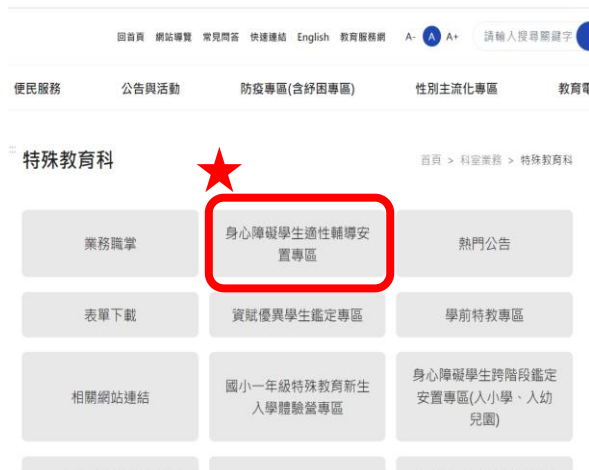 回首頁 網站導覽 常見問答 快速連結 English 教育服務網 A- A A+ 請輸入搜尋關鍵字
便民服務 公告與活動 防疫專區(含紓困專區) 性別主流化專區 教育電
特殊教育科 首頁 > 科室業務 > 特殊教育科
業務職掌
身心障礙學生適性輔導安
置專區
熱門公告
表單下載
資賦優異學生鑑定專區
學前特教專區
相關網站連結
國小一年級特殊教育新生
入學體驗營專區
身心障礙學生跨階段鑑定
安置專區(入小學、入幼
兒園)